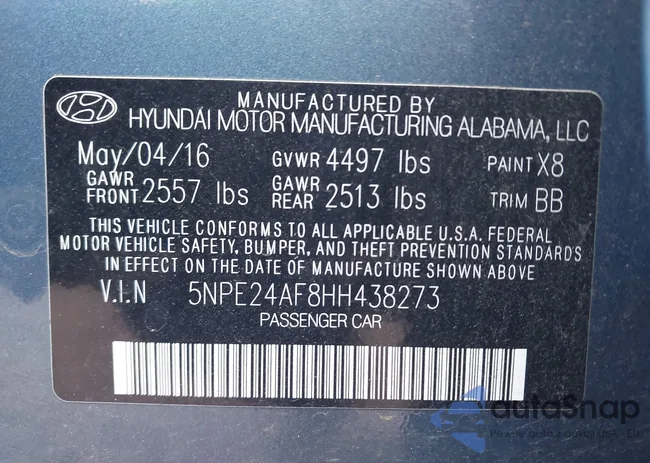 MANUFACTURED BY
HYUNDAI MOTOR MANUFACTURING ALABAMA, LLC
May/04/16 GVWR 4497 lbs PAINT X8
GAWR FRONT 2557 lbs GAWR REAR 2513 lbs TRIM BB
THIS VEHICLE CONFORMS TO ALL APPLICABLE U.S.A. FEDERAL
MOTOR VEHICLE SAFETY, BUMPER, AND THEFT PREVENTION STANDARDS
IN EFFECT ON THE DATE OF MANUFACTURE SHOWN ABOVE
V.I.N 5NPE24AF8HH438273
PASSENGER CAR
autoSnap